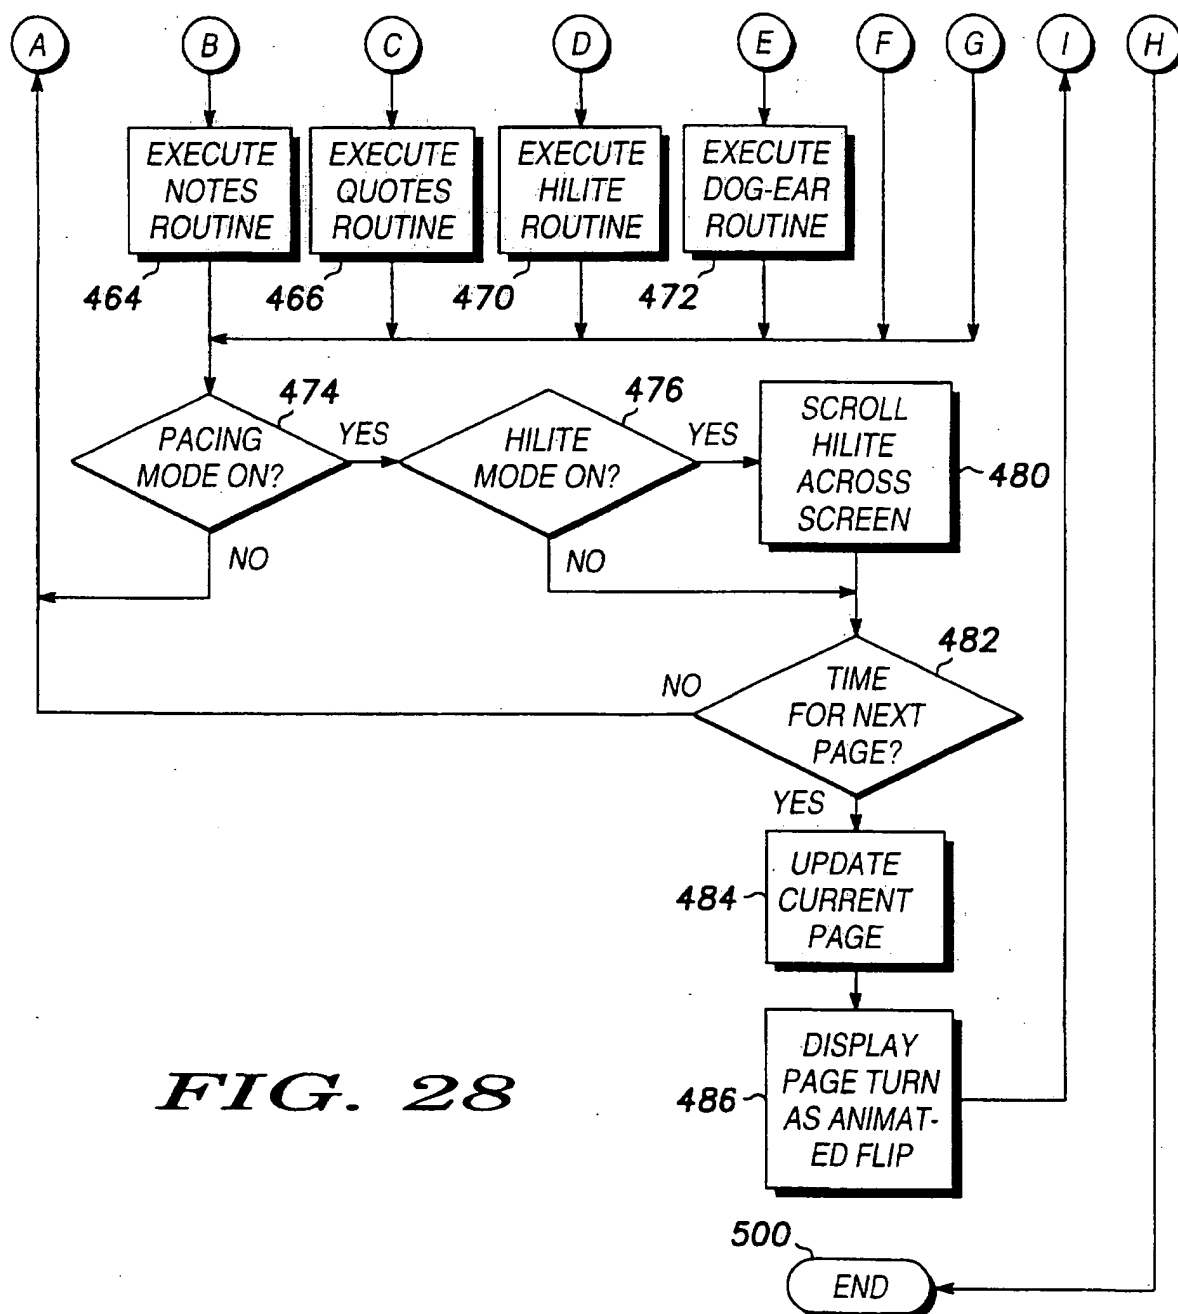 A B C D E F G I H
EXECUTE
NOTES
ROUTINE
464
EXECUTE
QUOTES
ROUTINE
466
EXECUTE
HILITE
ROUTINE
470
EXECUTE
DOG-EAR
ROUTINE
472
PACING
MODE ON?
474
YES
NO
HILITE
MODE ON?
476
YES
NO
SCROLL
HILITE
ACROSS
SCREEN
480
TIME
FOR NEXT
PAGE?
482
NO
YES
UPDATE
CURRENT
PAGE
484
DISPLAY
PAGE TURN
AS ANIMAT-
ED FLIP
486
FIG. 28
500
END